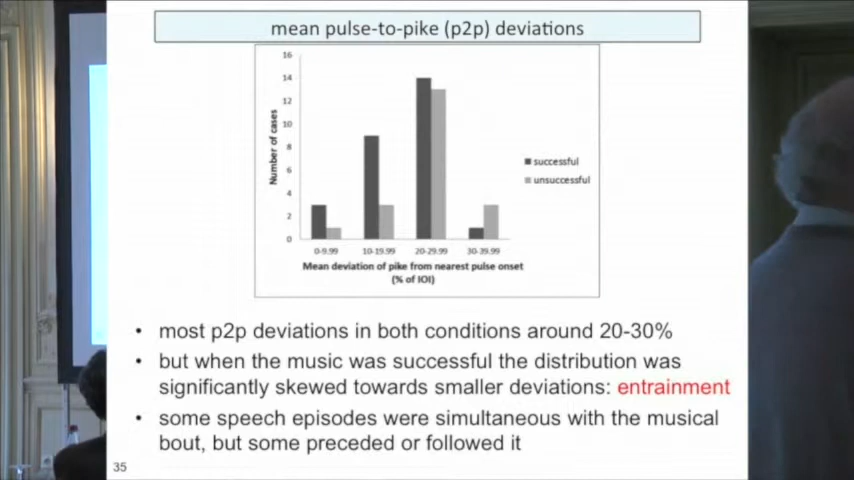 mean pulse-to-pike (p2p) deviations
16
14
12
10
8
6
4
2
0
Number of cases
successful
unsuccessful
0-9.99 10-19.99 20-29.99 30-39.99
Mean deviation of pike from nearest pulse onset
(% of IOI)
• most p2p deviations in both conditions around 20-30%
• but when the music was successful the distribution was
significantly skewed towards smaller deviations: entrainment
• some speech episodes were simultaneous with the musical
bout, but some preceded or followed it
35